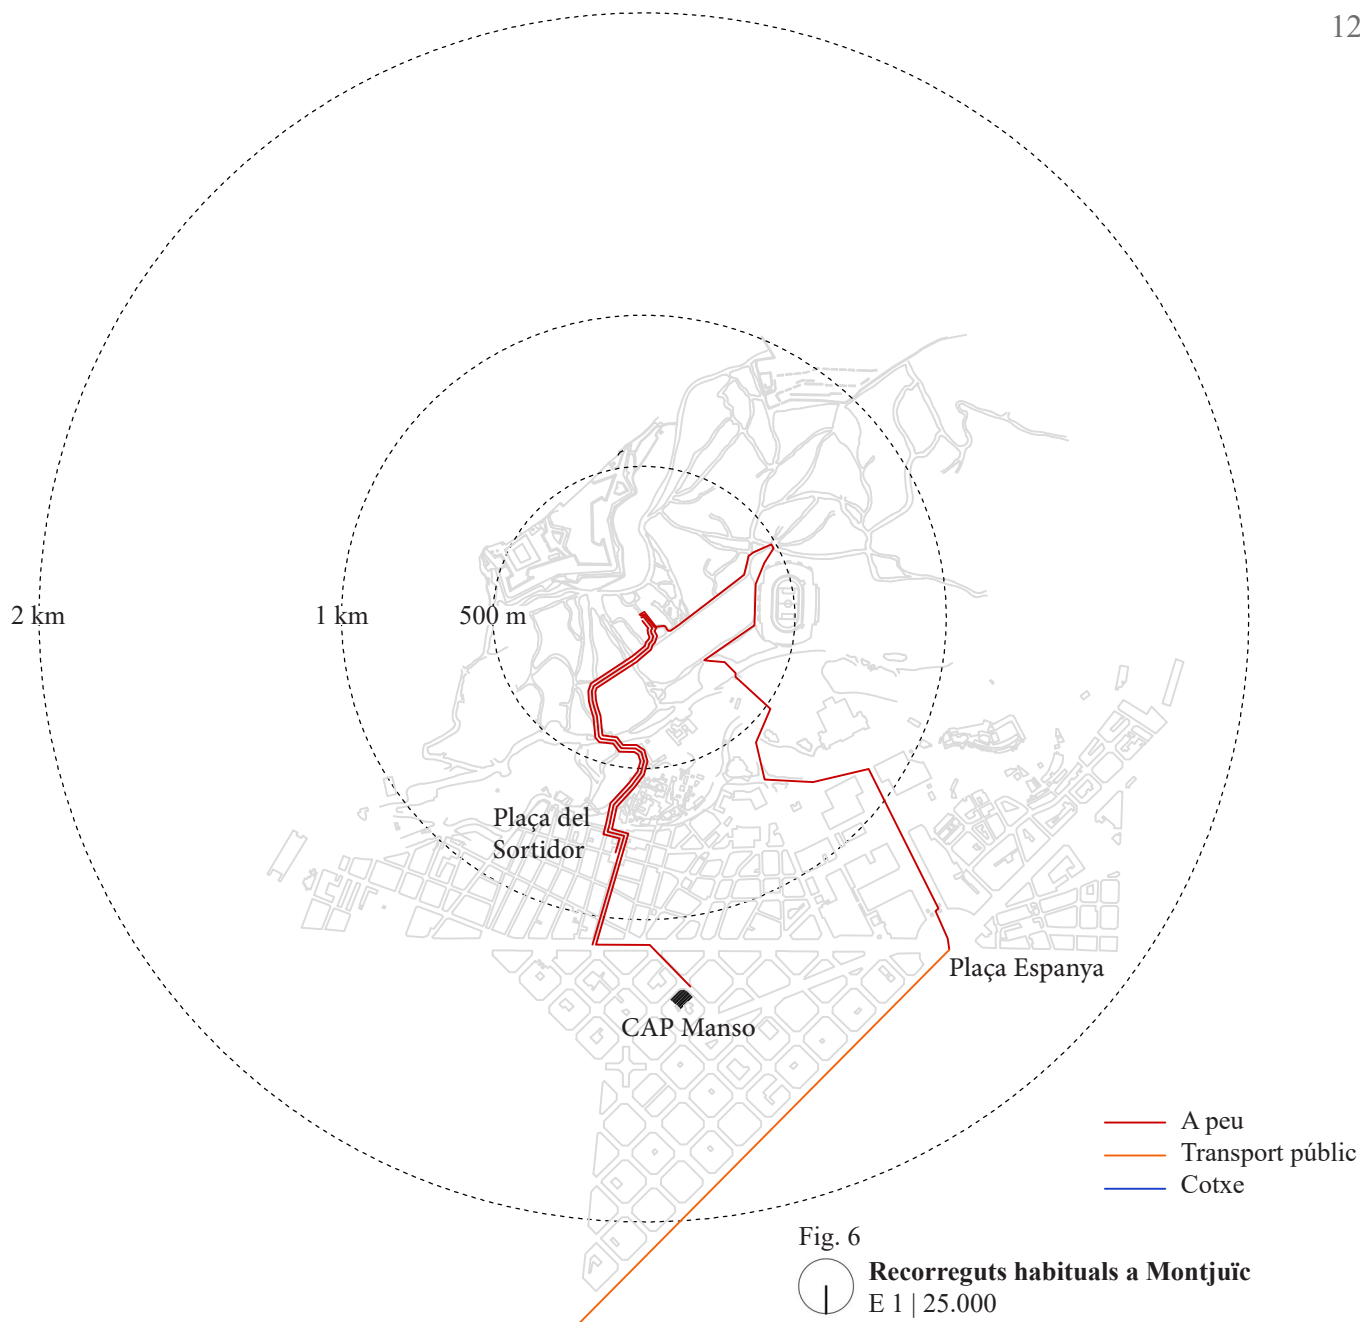 12
2 km
1 km
500 m
Plaça del
Sortidor
Plaça Espanya
CAP Manso
A peu
Transport públic
Cotxe
Fig. 6
Recorreguts habituals a Montjuïc
E 1 | 25.000